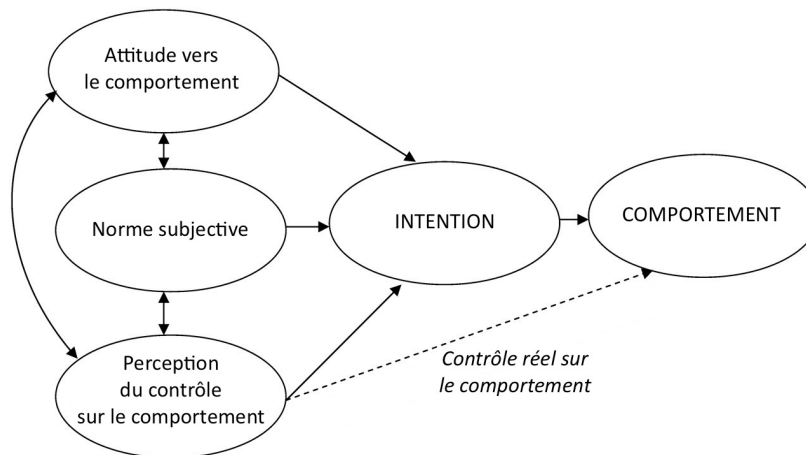 Attitude vers
le comportement
Norme subjective
INTENTION
COMPORTEMENT
Perception
du contrôle
sur le comportement
Contrôle réel sur
le comportement